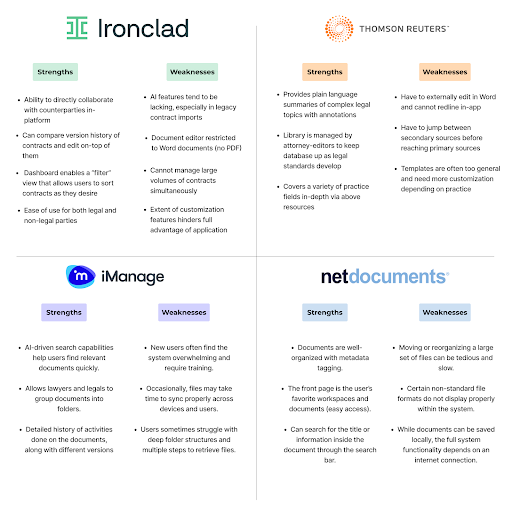 Ironclad
Strengths
• Ability to directly collaborate
with counterparties in-
platform
• Can compare version history of
contracts and edit on-top of
them
• Dashboard enables a "filter"
view that allows users to sort
contracts as they desire
• Ease of use for both legal and
non-legal parties
Weaknesses
• AI features tend to be
lacking, especially in legacy
contract imports
• Document editor restricted
to Word documents (no PDF)
• Cannot manage large
volumes of contracts
simultaneously
• Extent of customization
features hinders full
advantage of application
THOMSON REUTERS™
Strengths
• Provides plain language
summaries of complex legal
topics with annotations
• Library is managed by
attorney-editors to keep
database up as legal
standards develop
• Covers a variety of practice
fields in-depth via above
resources
Weaknesses
• Have to externally edit in Word
and cannot redline in-app
• Have to jump between
secondary sources before
reaching primary sources
• Templates are often too general
and need more customization
depending on practice
im iManage
Strengths
• AI-driven search capabilities
help users find relevant
documents quickly.
• Allows lawyers and legals to
group documents into
folders.
• Detailed history of activities
done on the documents,
along with different versions
Weaknesses
• New users often find the
system overwhelming and
require training.
• Occasionally, files may take
time to sync properly across
devices and users.
• Users sometimes struggle with
deep folder structures and
multiple steps to retrieve files.
netdocuments®
Strengths
• Documents are well-
organized with metadata
tagging.
• The front page is the user's
favorite workspaces and
documents (easy access).
• Can search for the title or
information inside the
document through the search
bar.
Weaknesses
• Moving or reorganizing a large
set of files can be tedious and
slow.
• Certain non-standard file
formats do not display properly
within the system.
• While documents can be saved
locally, the full system
functionality depends on an
internet connection.